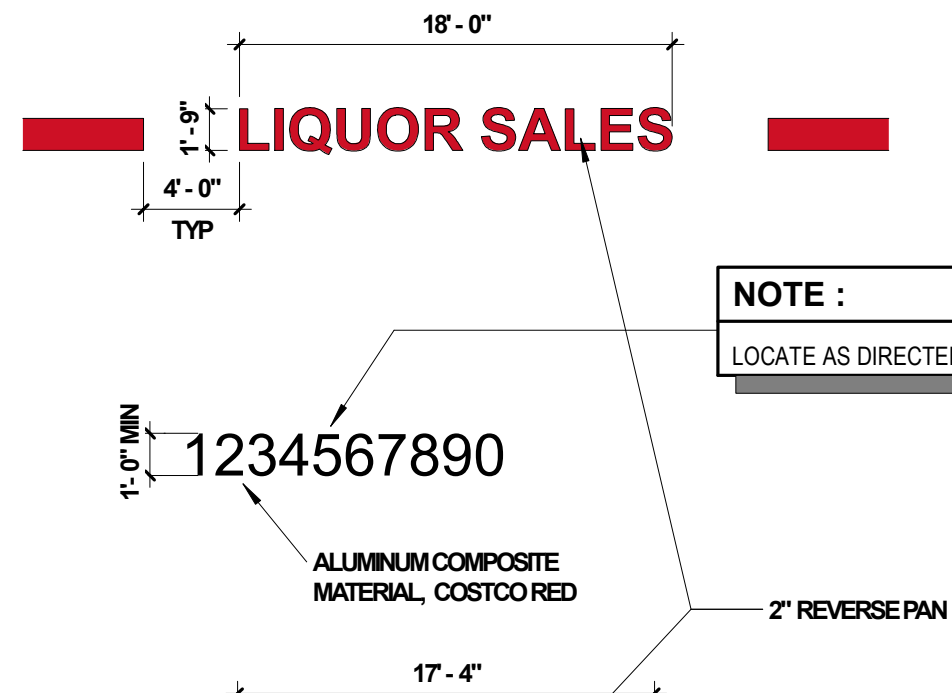 18' - 0"
1' - 9"
LIQUOR SALES
4' - 0"
TYP
NOTE :
LOCATE AS DIRECTED
1'- 0" MIN
1234567890
ALUMINUM COMPOSITE
MATERIAL, COSTCO RED
2" REVERSE PAN
17' - 4"